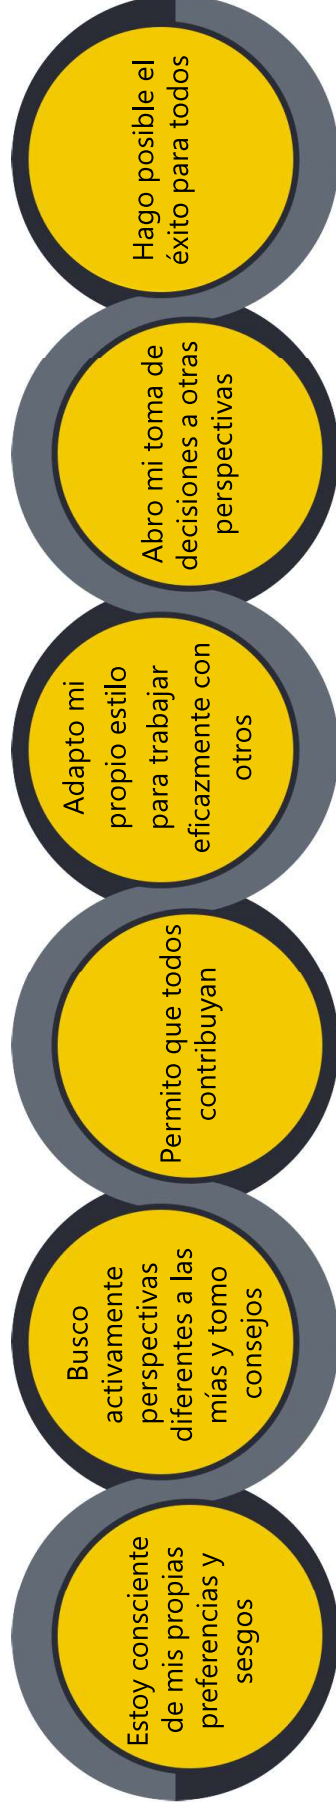 Estoy consciente
de mis propias
preferencias y
sesgos
Busco
activamente
perspectivas
diferentes a las
mías y tomo
consejos
Permito que todos
contribuyan
Adapto mi
propio estilo
para trabajar
eficazmente con
otros
Abro mi toma de
decisiones a otras
perspectivas
Hago posible el
éxito para todos